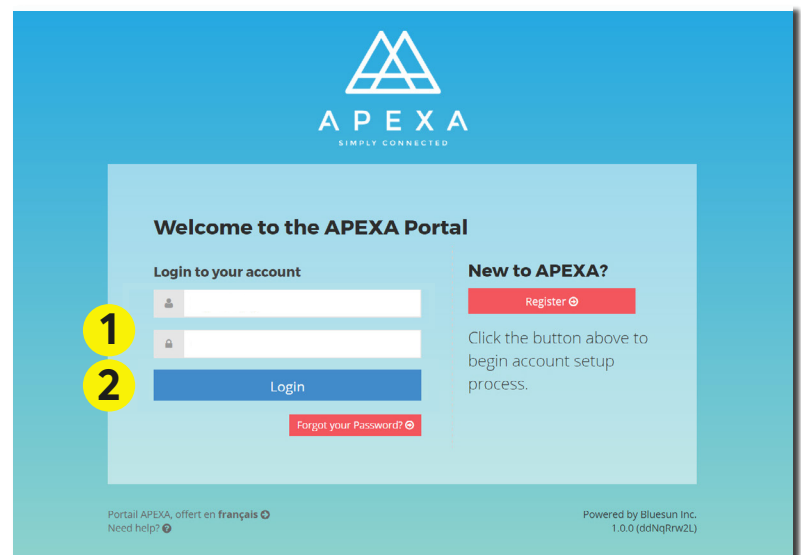 APEXA
SIMPLY CONNECTED
Welcome to the APEXA Portal
Login to your account
1
2
Login
Forgot your Password?
New to APEXA?
Register
Click the button above to
begin account setup
process.
Portail APEXA, offert en français
Need help?
Powered by Bluesun Inc.
1.0.0 (ddNqRrw2L)